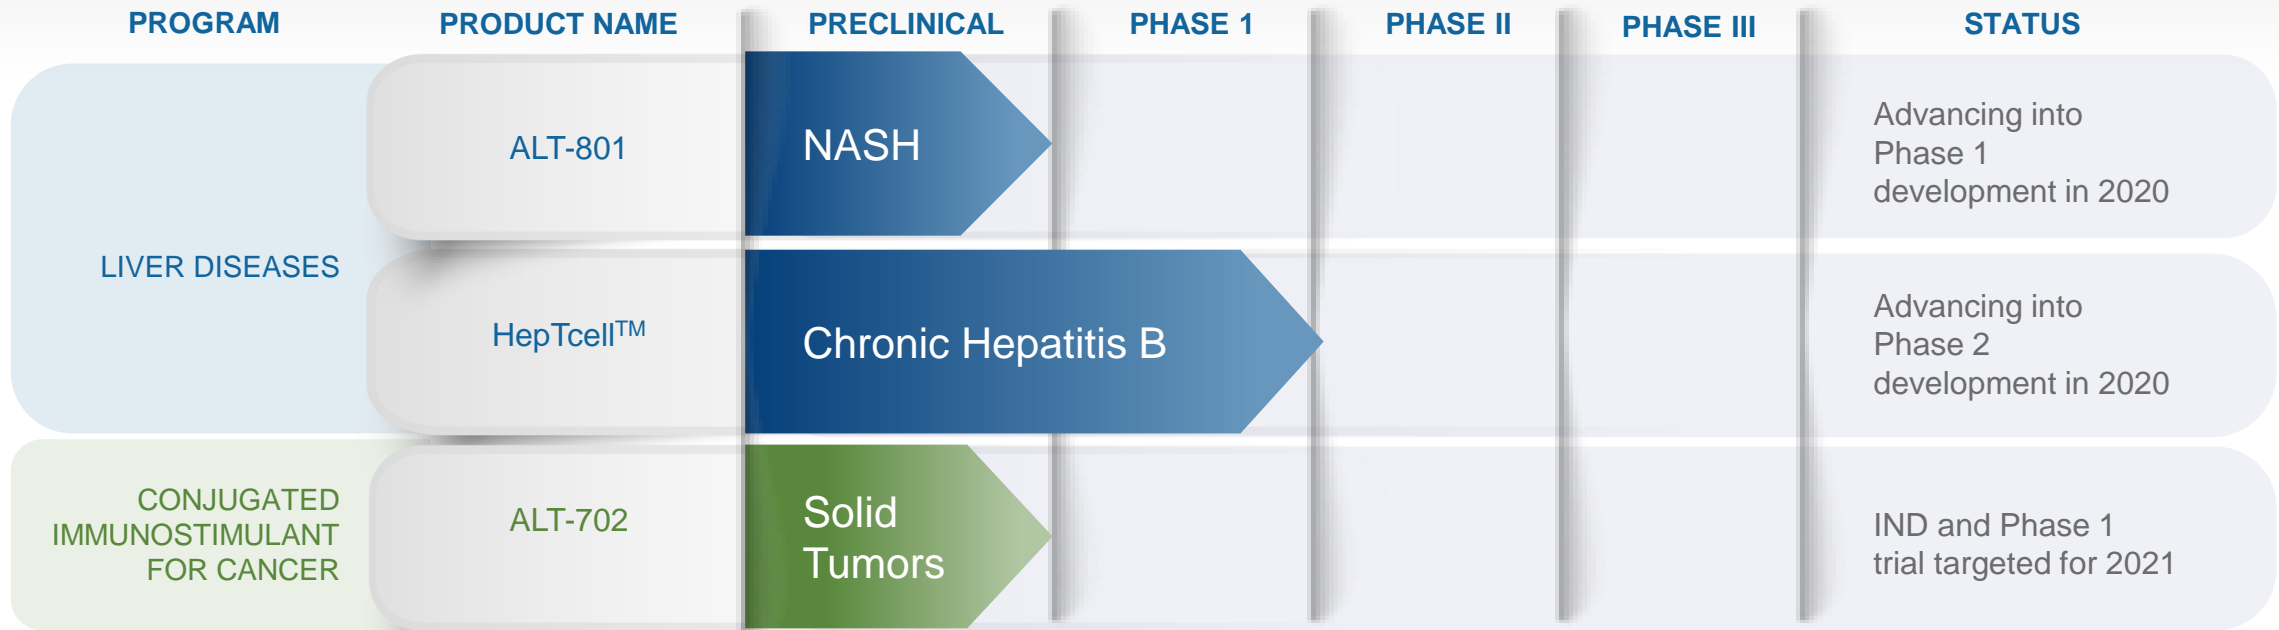 PROGRAM PRODUCT NAME PRECLINICAL PHASE 1 PHASE II PHASE III STATUS
LIVER DISEASES
ALT-801
NASH
Advancing into
Phase 1
development in 2020
HepTcell™
Chronic Hepatitis B
Advancing into
Phase 2
development in 2020
CONJUGATED
IMMUNOSTIMULANT
FOR CANCER
ALT-702
Solid
Tumors
IND and Phase 1
trial targeted for 2021